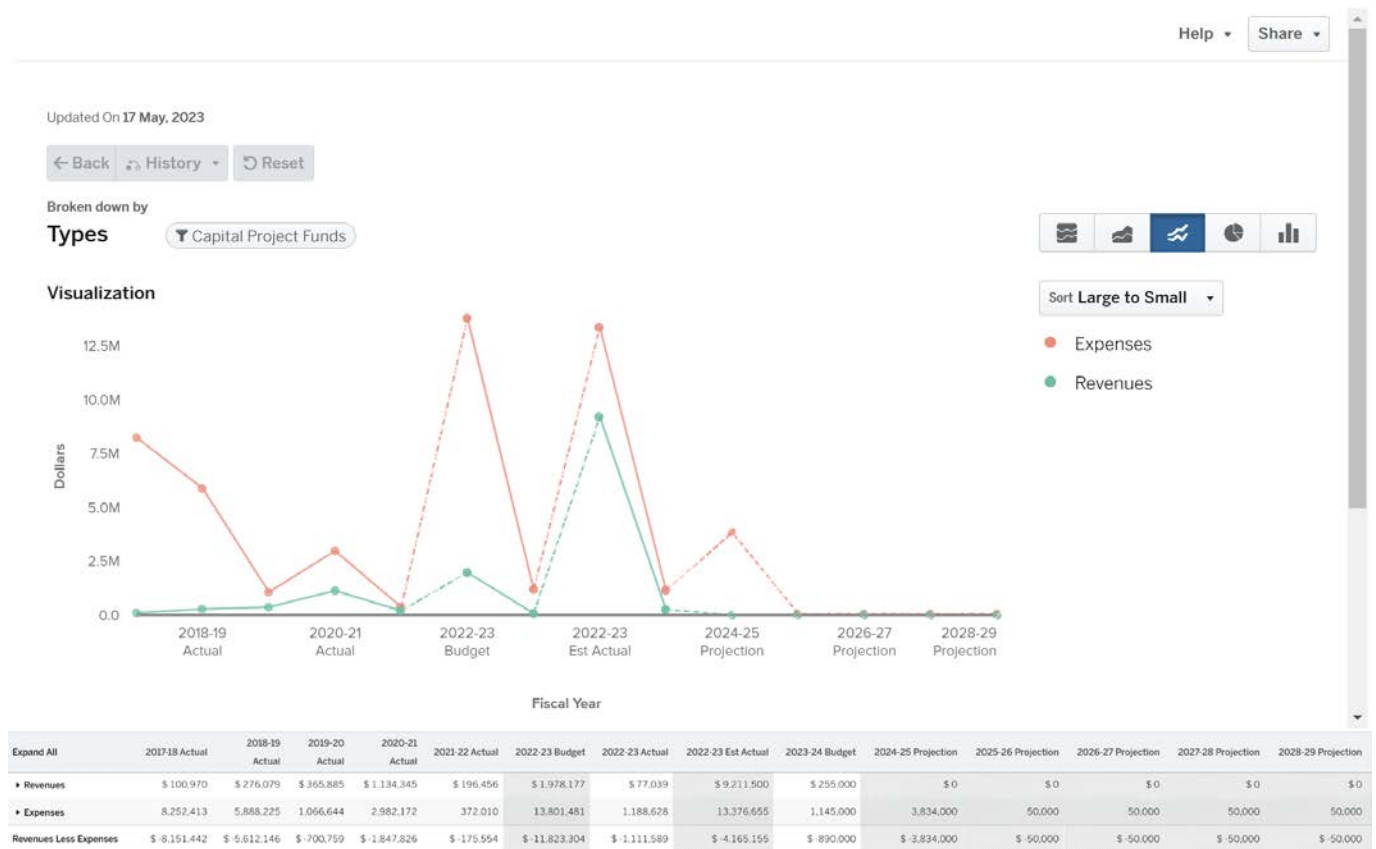 Help Share
Updated On 17 May, 2023
Back History Reset
Broken down by
Types Capital Project Funds
Visualization
Sort Large to Small
Expenses
Revenues
12.5M
10.0M
7.5M
5.0M
2.5M
0.0
Dollars
2018-19 2020-21 2022-23 2022-23 2024-25 2026-27 2028-29
Actual Actual Budget Est Actual Projection Projection Projection
Fiscal Year
Expand All 2017-18 Actual 2018-19 Actual 2019-20 Actual 2020-21 Actual 2021-22 Actual 2022-23 Budget 2022-23 Actual 2022-23 Est Actual 2023-24 Budget 2024-25 Projection 2025-26 Projection 2026-27 Projection 2027-28 Projection 2028-29 Projection
Revenues $ 100,970 $ 276,079 $ 365,885 $ 1,134,345 $ 196,456 $ 1,978,177 $ 77,039 $ 9,211,500 $ 255,000 $ 0 $ 0 $ 0 $ 0 $ 0
Expenses 8,252,413 5,888,225 1,066,644 2,982,172 372,010 13,801,481 1,188,628 13,376,655 1,145,000 3,834,000 50,000 50,000 50,000 50,000
Revenues Less Expenses $ -8,151,442 $ -5,612,146 $ -700,759 $ -1,847,826 $ -175,554 $ -11,823,304 $ -1,111,589 $ -4,165,155 $ -890,000 $ -3,834,000 $ -50,000 $ -50,000 $ -50,000 $ -50,000